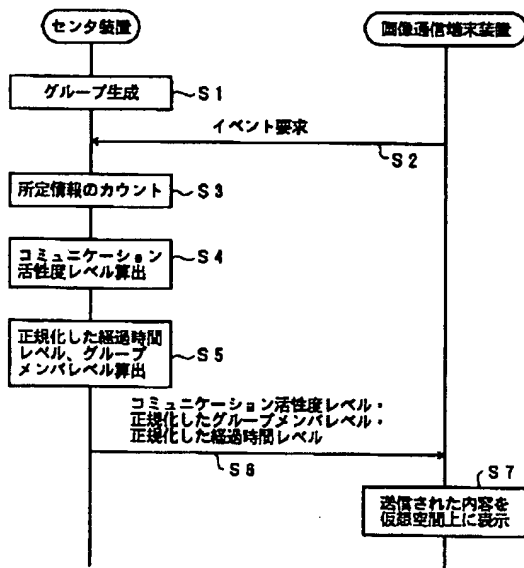 センタ装置
画像通信端末装置
グループ生成
S1
イベント要求
S2
所定情報のカウント
S3
コミュニケーション
活性度レベル算出
S4
正規化した経過時間
レベル、グループ
メンバレベル算出
S5
コミュニケーション活性度レベル・
正規化したグループメンバレベル・
正規化した経過時間レベル
S6
S7
送信された内容を
仮想空間上に表示